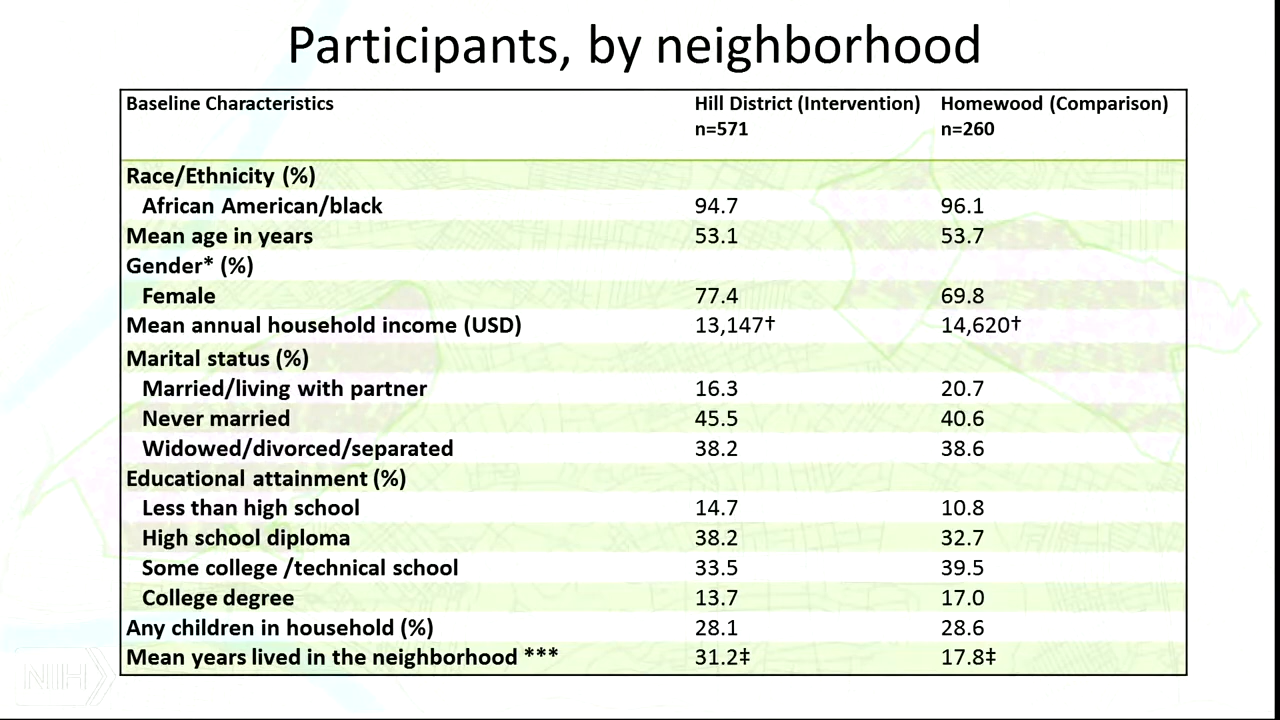 Participants, by neighborhood
Baseline Characteristics Hill District (Intervention) n=571 Homewood (Comparison) n=260
Race/Ethnicity (%)
African American/black 94.7 96.1
Mean age in years 53.1 53.7
Gender* (%)
Female 77.4 69.8
Mean annual household income (USD) 13,147† 14,620†
Marital status (%)
Married/living with partner 16.3 20.7
Never married 45.5 40.6
Widowed/divorced/separated 38.2 38.6
Educational attainment (%)
Less than high school 14.7 10.8
High school diploma 38.2 32.7
Some college /technical school 33.5 39.5
College degree 13.7 17.0
Any children in household (%) 28.1 28.6
Mean years lived in the neighborhood *** 31.2‡ 17.8‡
NIH